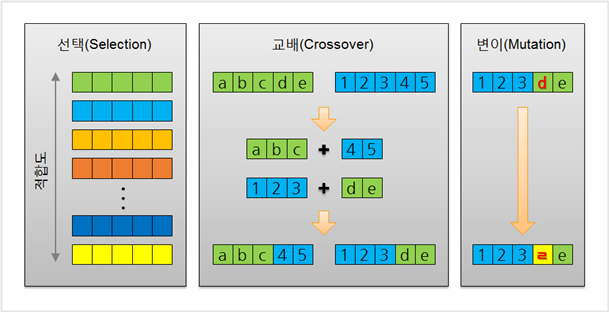 선택(Selection)
적합도
교배(Crossover)
a b c d e 1 2 3 4 5
a b c + 4 5
1 2 3 + d e
a b c 4 5 1 2 3 d e
변이(Mutation)
1 2 3 d e
1 2 3 ㄹ e